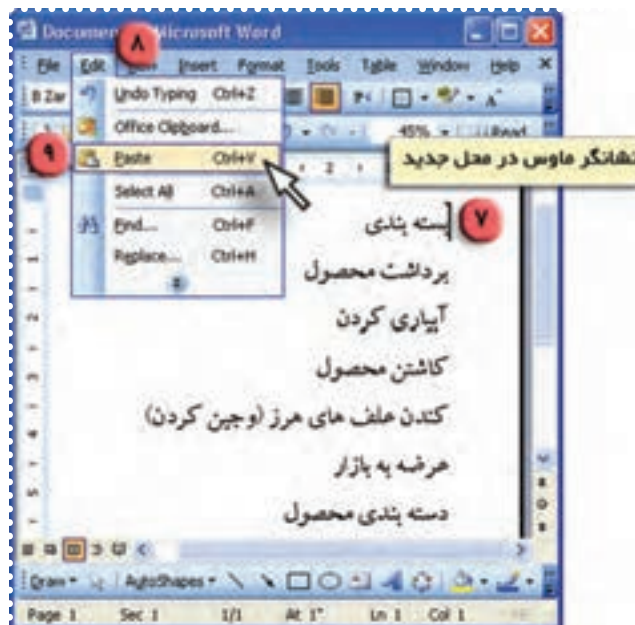 Document Microsoft Word
۸
File Edit Insert Format Tools Table Window Help ×
B Zar
Undo Typing Ctrl+Z
Office Clipboard...
45% Read
۹
Paste Ctrl+V
نشانگر ماوس در محل جدید
Select All Ctrl+A
Find... Ctrl+F
Replace... Ctrl+H
۷
بسته بندی
برداشت محصول
آبیاری کردن
کاشتن محصول
کندن علف های هرز (وجین کردن)
عرضه به بازار
دسته بندی محصول
Draw AutoShapes
Page 1 Sec 1 1/1 At 1" Ln 1 Col 1